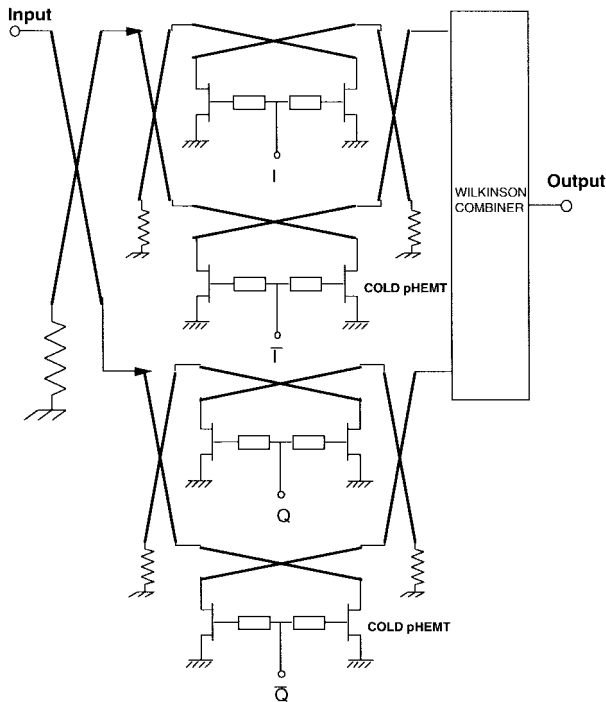 Input
I
WILKINSON
COMBINER
Output
COLD pHEMT
I̅
Q
COLD pHEMT
Q̅